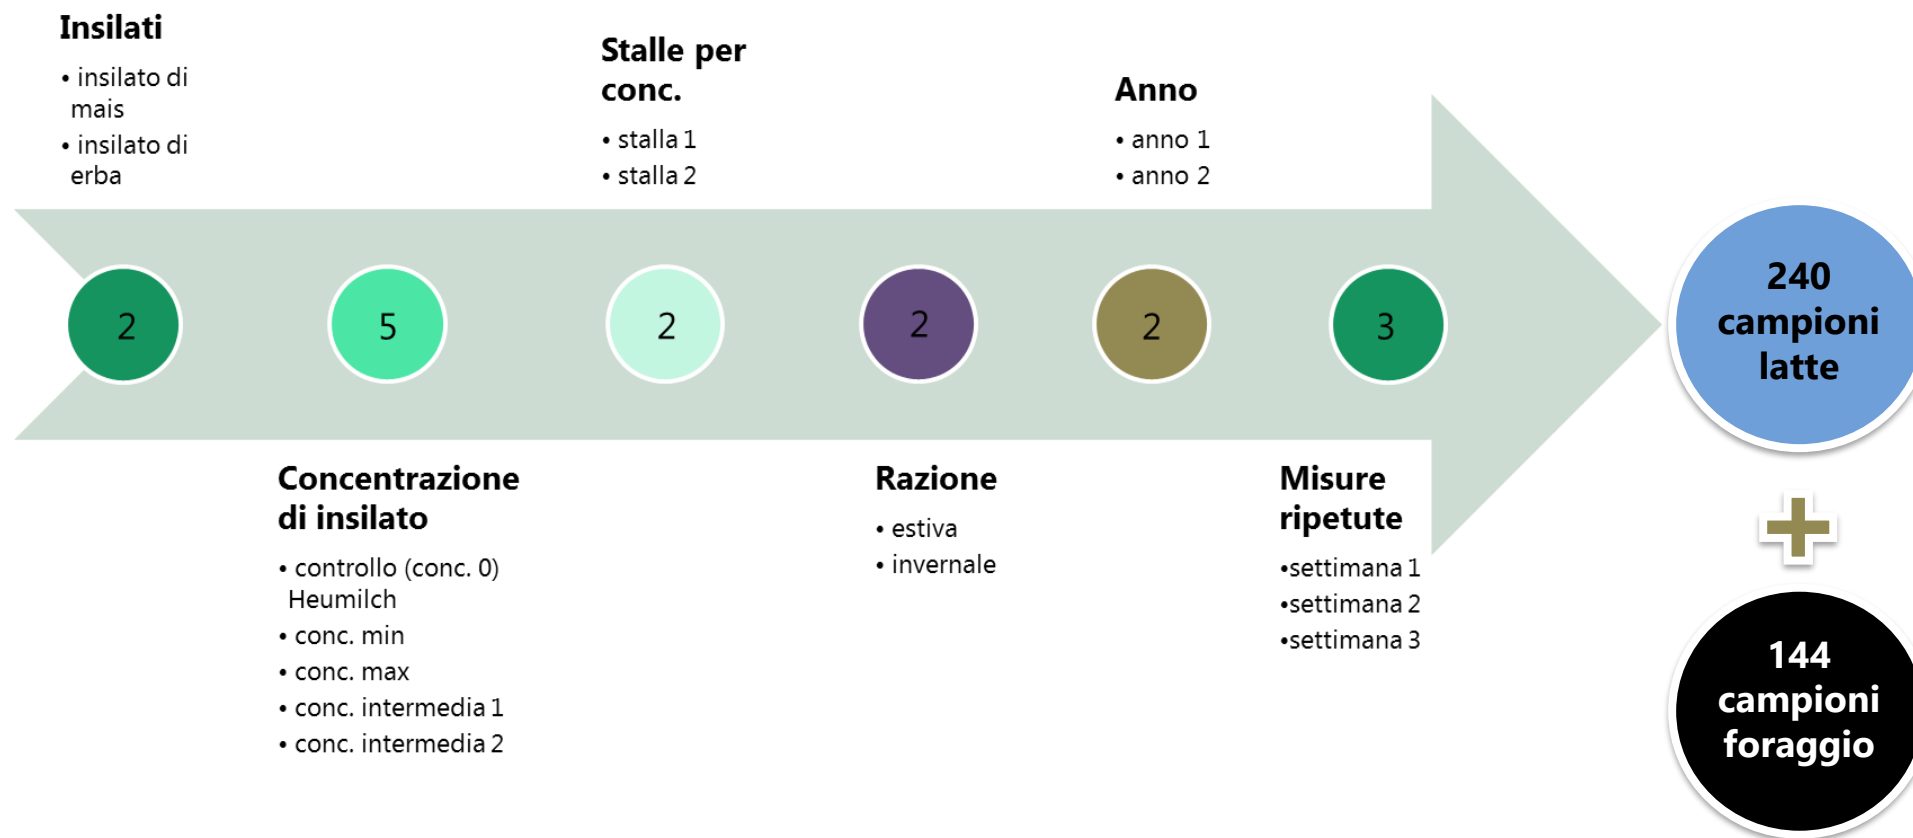 Insilati
• insilato di
mais
• insilato di
erba
Stalle per
conc.
• stalla 1
• stalla 2
Anno
• anno 1
• anno 2
2
5
2
2
2
3
240
campioni
latte
Concentrazione
di insilato
• controllo (conc. 0)
Heumilch
• conc. min
• conc. max
• conc. intermedia 1
• conc. intermedia 2
Razione
• estiva
• invernale
Misure
ripetute
•settimana 1
•settimana 2
•settimana 3
144
campioni
foraggio